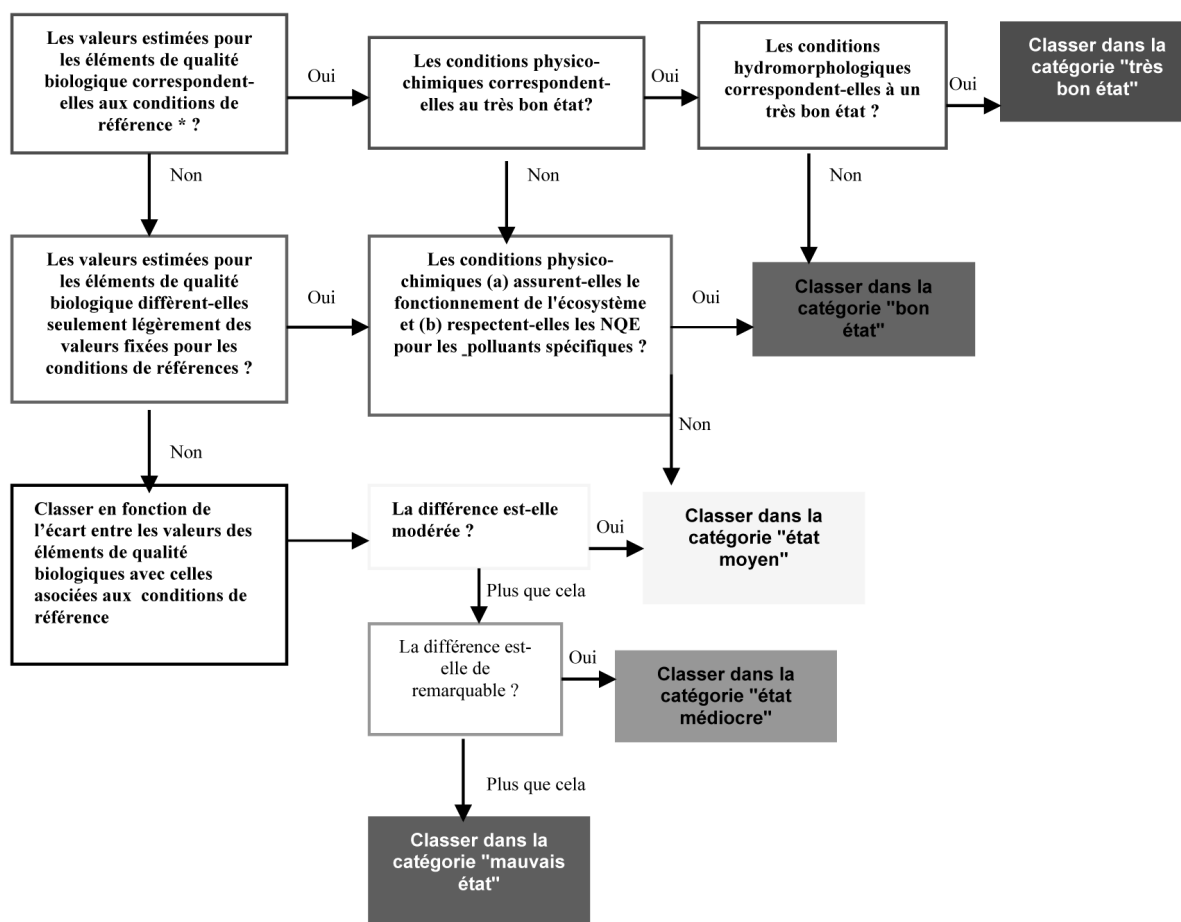 Les valeurs estimées pour
les éléments de qualité
biologique correspondent-
elles aux conditions de
référence * ?
Oui
Les conditions physico-
chimiques correspondent-
elles au très bon état?
Oui
Les conditions
hydromorphologiques
correspondent-elles à un
très bon état ?
Oui
Classer dans la
catégorie "très
bon état"
Non
Non
Non
Les valeurs estimées pour
les éléments de qualité
biologique diffèrent-elles
seulement légèrement des
valeurs fixées pour les
conditions de références ?
Oui
Les conditions physico-
chimiques (a) assurent-elles le
fonctionnement de l'écosystème
et (b) respectent-elles les NQE
pour les _polluants spécifiques ?
Oui
Classer dans la
catégorie "bon
état"
Non
Non
Classer en fonction de
l'écart entre les valeurs des
éléments de qualité
biologiques avec celles
asociées aux conditions de
référence
La différence est-elle
modérée ?
Oui
Classer dans la
catégorie "état
moyen"
Plus que cela
La différence est-
elle de
remarquable ?
Oui
Classer dans la
catégorie "état
médiocre"
Plus que cela
Classer dans la
catégorie "mauvais
état"